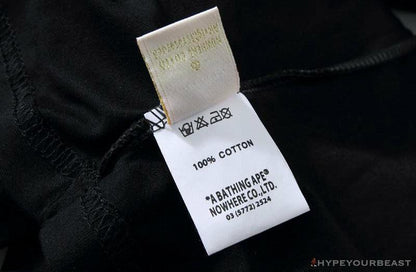 100% COTTON
"A BATHING APE®
NOWHERE CO.,LTD.
03 (5772) 2524
HYPEYOURBEAST